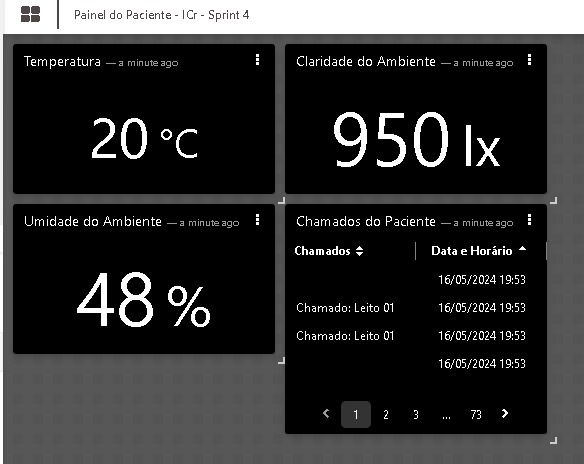 Painel do Paciente - ICr - Sprint 4
Temperatura — a minute ago
20 °C
Claridade do Ambiente — a minute ago
950 lx
Umidade do Ambiente — a minute ago
48 %
Chamados do Paciente — a minute ago
Chamados Data e Horário
16/05/2024 19:53
Chamado: Leito 01 16/05/2024 19:53
Chamado: Leito 01 16/05/2024 19:53
16/05/2024 19:53
1 2 3 ... 73